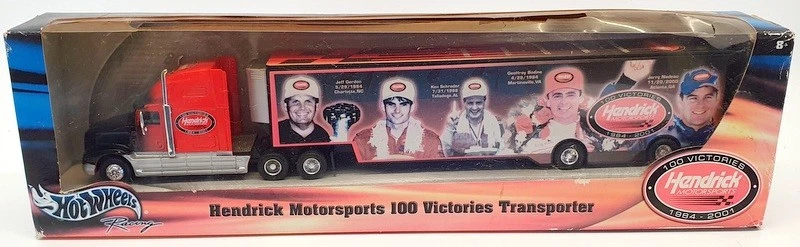 8+
Jeff Gordon
5/29/1994
Charlotte, NC
Ken Schrader
7/31/1988
Talladega, AL
Geoffrey Bodine
4/29/1984
Martinsville, VA
Jerry Nadeau
11/20/2000
Atlanta, GA
100 VICTORIES
Hendrick
MOTORSPORTS
1984 - 2001
Hendrick
100 VICTORIES
Hendrick
MOTORSPORTS
1984 - 2001
HOT WHEELS
Racing
Hendrick Motorsports 100 Victories Transporter